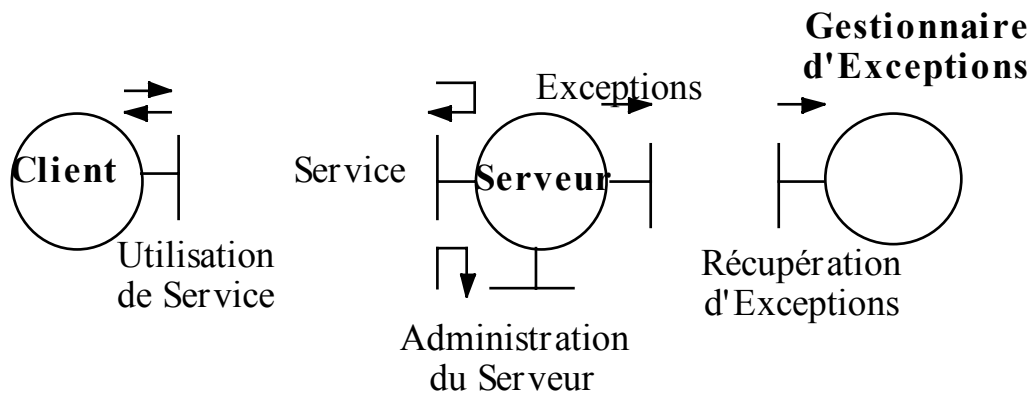 Gestionnaire
d'Exceptions
Exceptions
Client
Service
Serveur
Utilisation
de Service
Récupération
d'Exceptions
Administration
du Serveur